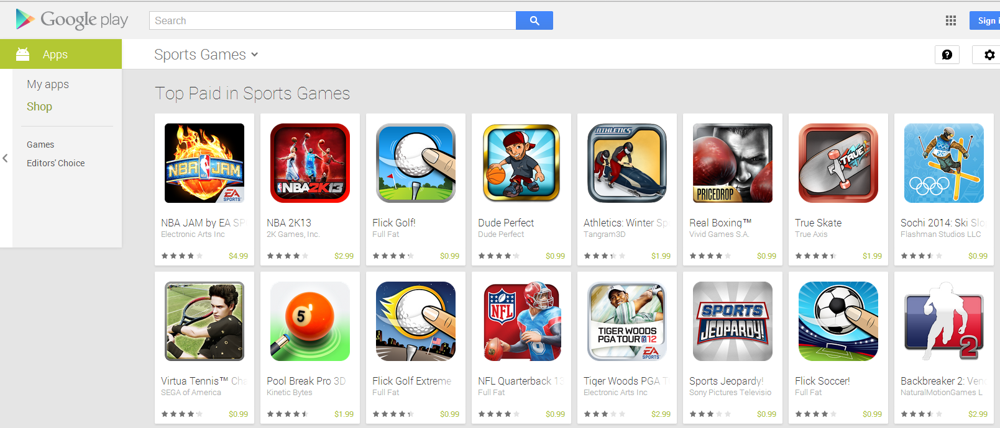 Google play
Search
Sign i
Apps
Sports Games
My apps
Shop
Games
Editors' Choice
Top Paid in Sports Games
NBA JAM
EA
SPORTS
NBA 2K13
ATHLETICS
PRICEDROP
TRUE
NBA JAM by EA SP
NBA 2K13
Flick Golf!
Dude Perfect
Athletics: Winter Sp
Real Boxing™
True Skate
Sochi 2014: Ski Slo
Electronic Arts Inc
2K Games, Inc.
Full Fat
Dude Perfect
Tangram3D
Vivid Games S.A.
True Axis
Flashman Studios LLC
$4.99
$2.99
$0.99
$0.99
$1.99
$0.99
$1.99
$0.99
5
NFL
TIGER WOODS
PGA TOUR 12
EA
SPORTS
SPORTS
JEOPARDY!
2
Virtua Tennis™ Cha
Pool Break Pro 3D
Flick Golf Extreme
NFL Quarterback 13
Tiger Woods PGA T
Sports Jeopardy!
Flick Soccer!
Backbreaker 2: Ven
SEGA of America
Kinetic Bytes
Full Fat
Full Fat
Electronic Arts Inc
Sony Pictures Televisio
Full Fat
NaturalMotionGames L
$0.99
$1.99
$0.99
$0.99
$2.99
$0.99
$0.99
$2.99